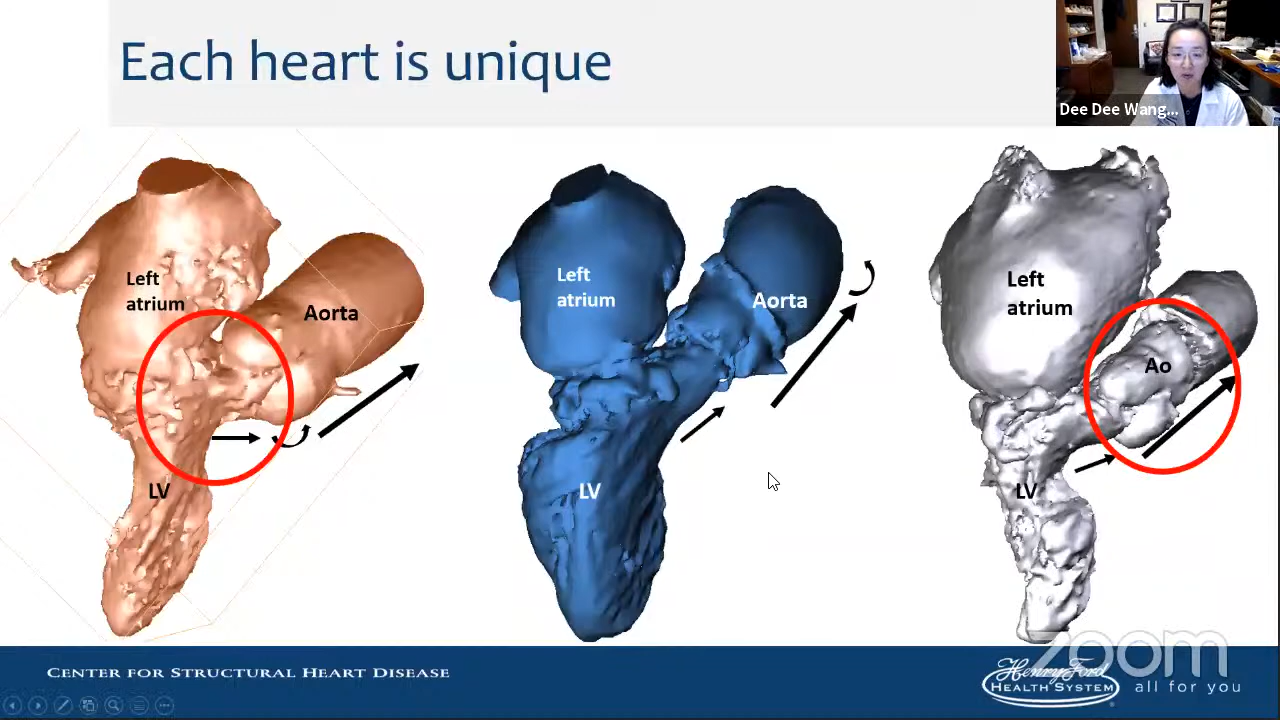 Each heart is unique
Dee Dee Wang...
Left
atrium
Aorta
LV
Left
atrium
Aorta
LV
Left
atrium
Ao
LV
CENTER FOR STRUCTURAL HEART DISEASE
Henry Ford
HEALTH SYSTEM
all for you
zoom